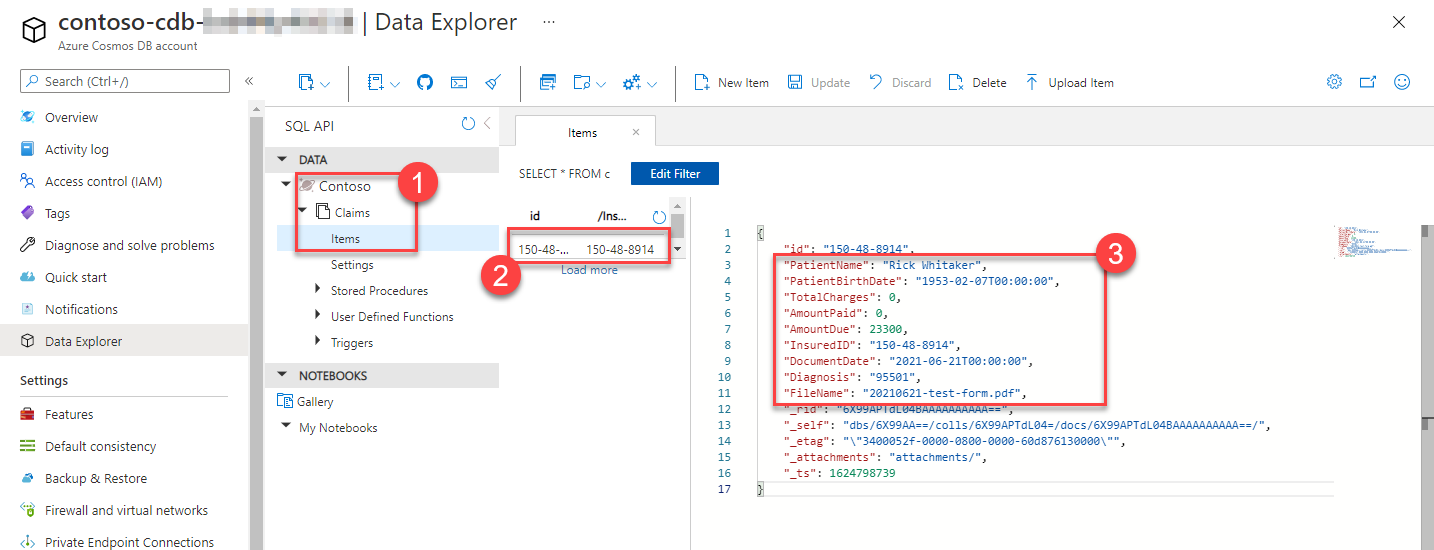 contoso-cdb- | Data Explorer ...
Azure Cosmos DB account
Search (Ctrl+/)
«
New Item
Update
Discard
Delete
Upload Item
Overview
Activity log
Access control (IAM)
Tags
Diagnose and solve problems
Quick start
Notifications
Data Explorer
Settings
Features
Default consistency
Backup & Restore
Firewall and virtual networks
Private Endpoint Connections
SQL API
DATA
Contoso
1
Claims
Items
Settings
Stored Procedures
User Defined Functions
Triggers
NOTEBOOKS
Gallery
My Notebooks
Items
SELECT * FROM c
Edit Filter
id /Ins...
150-48-... 150-48-8914
2
Load more
3
1 {
2 "id": "150-48-8914",
3 "PatientName": "Rick Whitaker",
4 "PatientBirthDate": "1953-02-07T00:00:00",
5 "TotalCharges": 0,
6 "AmountPaid": 0,
7 "AmountDue": 23300,
8 "InsuredID": "150-48-8914",
9 "DocumentDate": "2021-06-21T00:00:00",
10 "Diagnosis": "95501",
11 "FileName": "20210621-test-form.pdf",
12 "_rid": "6X99APTdL04BAAAAAAAAAA==",
13 "_self": "dbs/6X99AA==/colls/6X99APTdL04=/docs/6X99APTdL04BAAAAAAAAAA==/",
14 "_etag": "\"3400052f-0000-0800-0000-60d876130000\"",
15 "_attachments": "attachments/",
16 "_ts": 1624798739
17 }